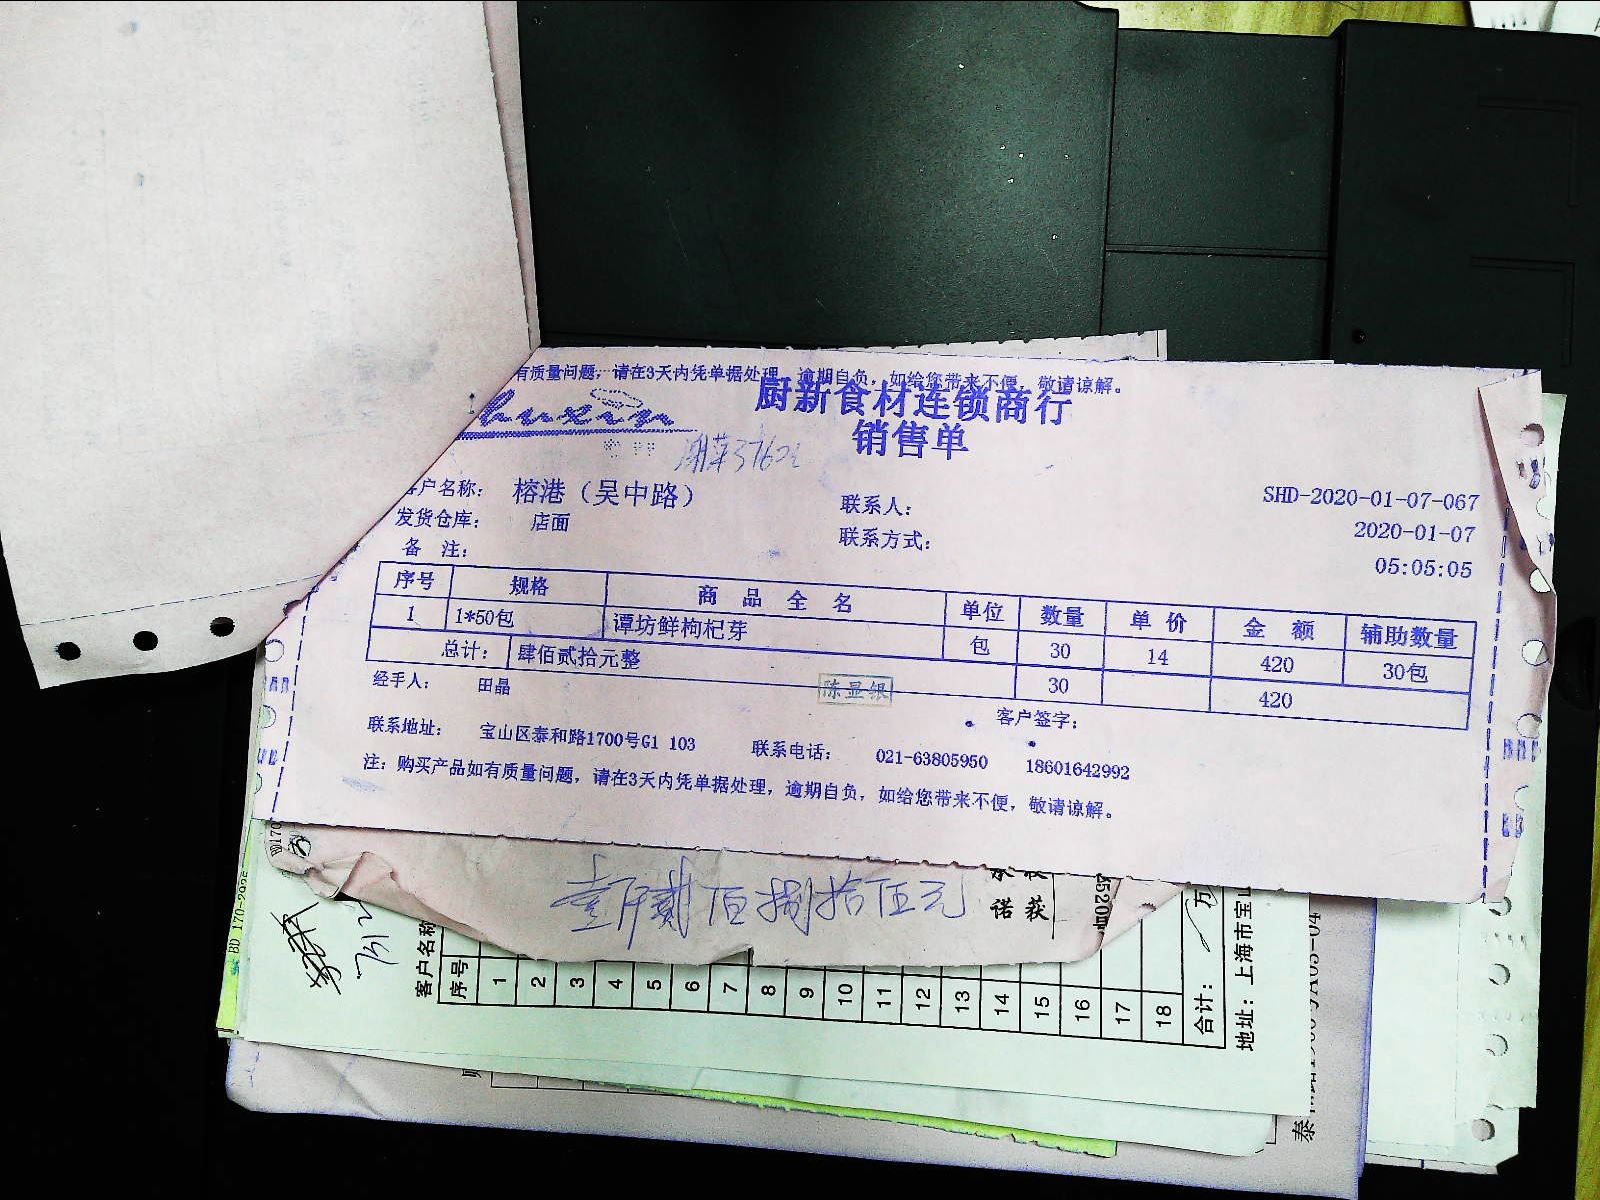 有质量问题，请在3天内凭单据处理，逾期自负，如给您带来不便，敬请谅解。
厨新食材连锁商行
销售单
客户名称： 榕港（吴中路） 联系人： SHD-2020-01-07-067
发货仓库： 店面 联系方式： 2020-01-07
备 注： 05:05:05
序号 规格 商 品 全 名 单位 数量 单 价 金 额 辅助数量
1 1*50包 谭坊鲜枸杞芽 包 30 14 420 30包
总计： 肆佰贰拾元整 30 420
经手人： 田晶 陈显银 客户签字：
联系地址： 宝山区泰和路1700号G1 103 联系电话： 021-63805950 18601642992
注：购买产品如有质量问题，请在3天内凭单据处理，逾期自负，如给您带来不便，敬请谅解。
壹仟贰佰捌拾伍元
诺 获
客户名称
序号 1 2 3 4 5 6 7 8 9 10 11 12 13 14 15 16 17 18
合计： 万
地址：上海市宝山